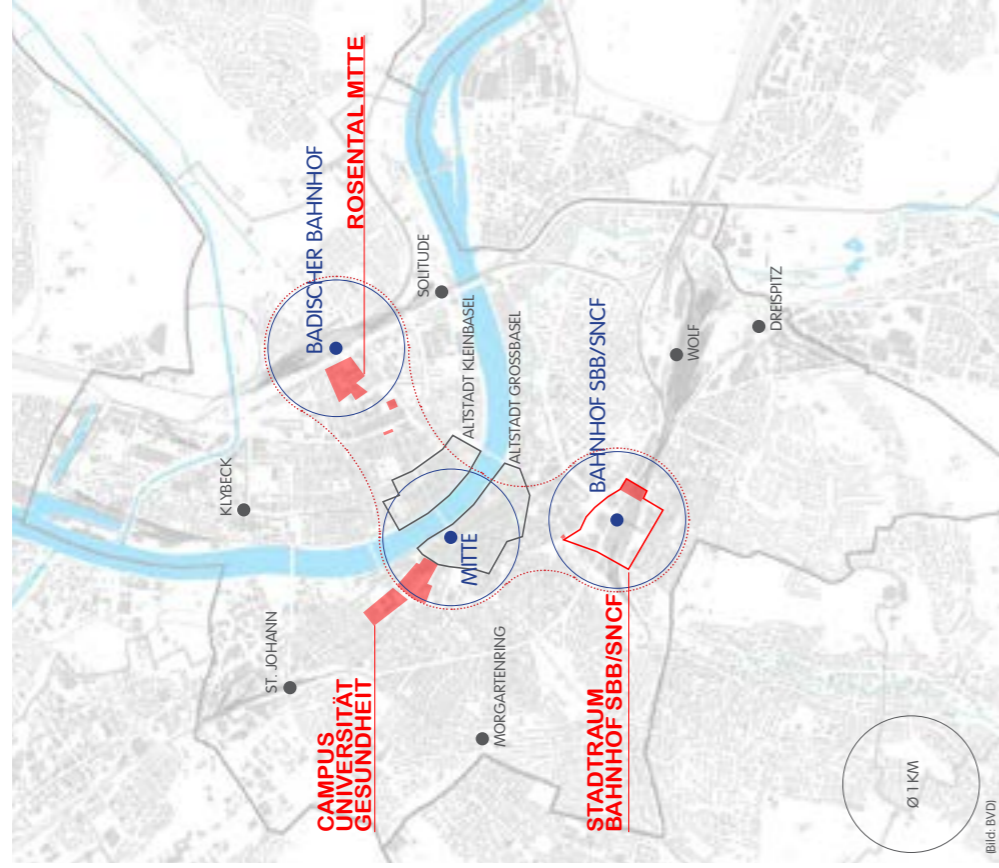 KLYBECK
ST. JOHANN
BADISCHER BAHNHOF
CAMPUS
UNIVERSITÄT
GESUNDHEIT
ROSENTAL MTTE
SOLITUDE
MITTE
ALTSTADT KLEINBASEL
MORGARTENRING
ALTSTADT GROSSBASEL
STADTRAUM
BAHNHOF SBB/SNCF
BAHNHOF SBB/SNCF
WOLF
DREISPITZ
Ø 1 KM
(Bild: BVD)